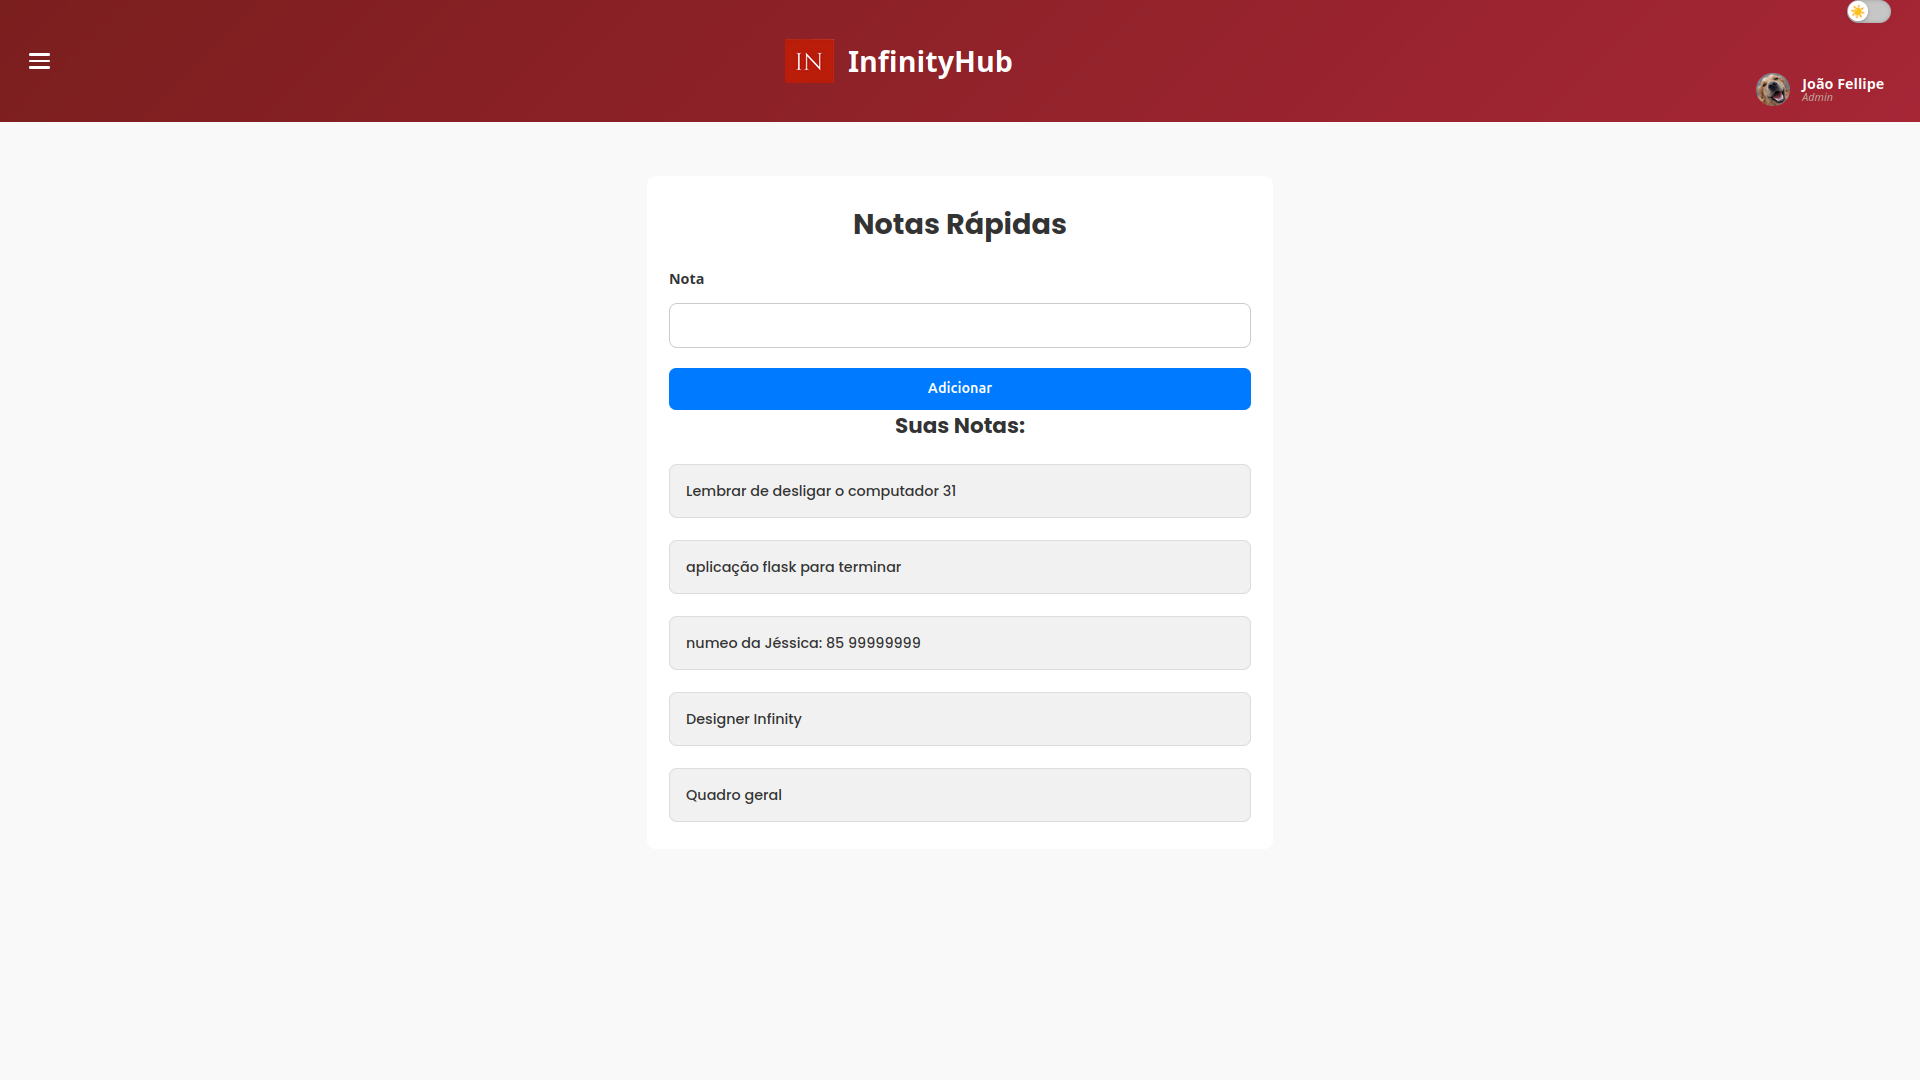 IN
InfinityHub
João Fellipe
Admin
Notas Rápidas
Nota
Adicionar
Suas Notas:
Lembrar de desligar o computador 31
aplicação flask para terminar
numeo da Jéssica: 85 99999999
Designer Infinity
Quadro geral